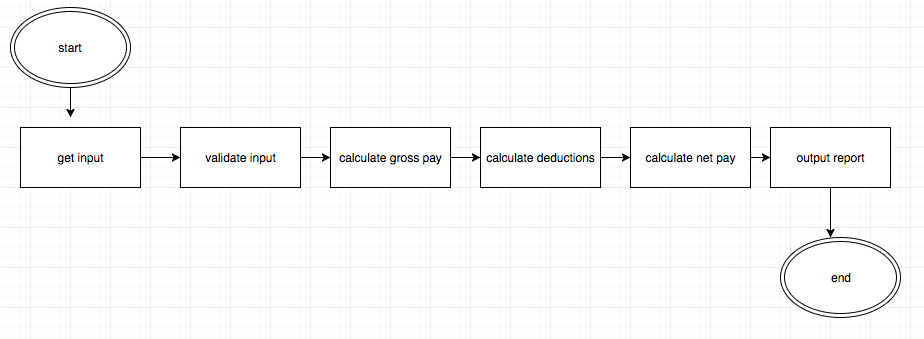 start
get input
validate input
calculate gross pay
calculate deductions
calculate net pay
output report
end